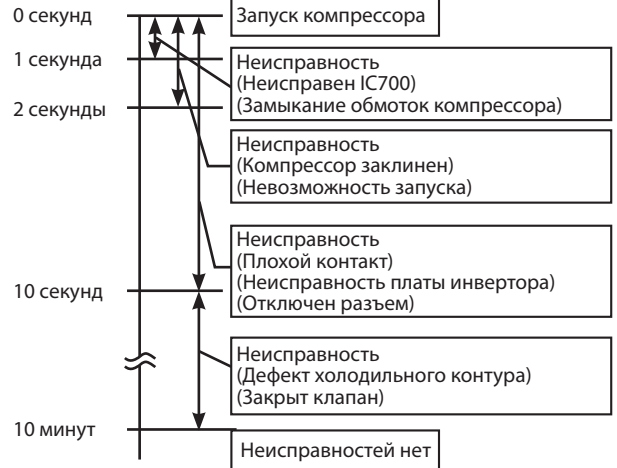 0 секунд
Запуск компрессора
1 секунда
Неисправность
(Неисправен IC700)
(Замыкание обмоток компрессора)
2 секунды
Неисправность
(Компрессор заклинен)
(Невозможность запуска)
Неисправность
(Плохой контакт)
(Неисправность платы инвертора)
(Отключен разъем)
10 секунд
Неисправность
(Дефект холодильного контура)
(Закрыт клапан)
10 минут
Неисправностей нет